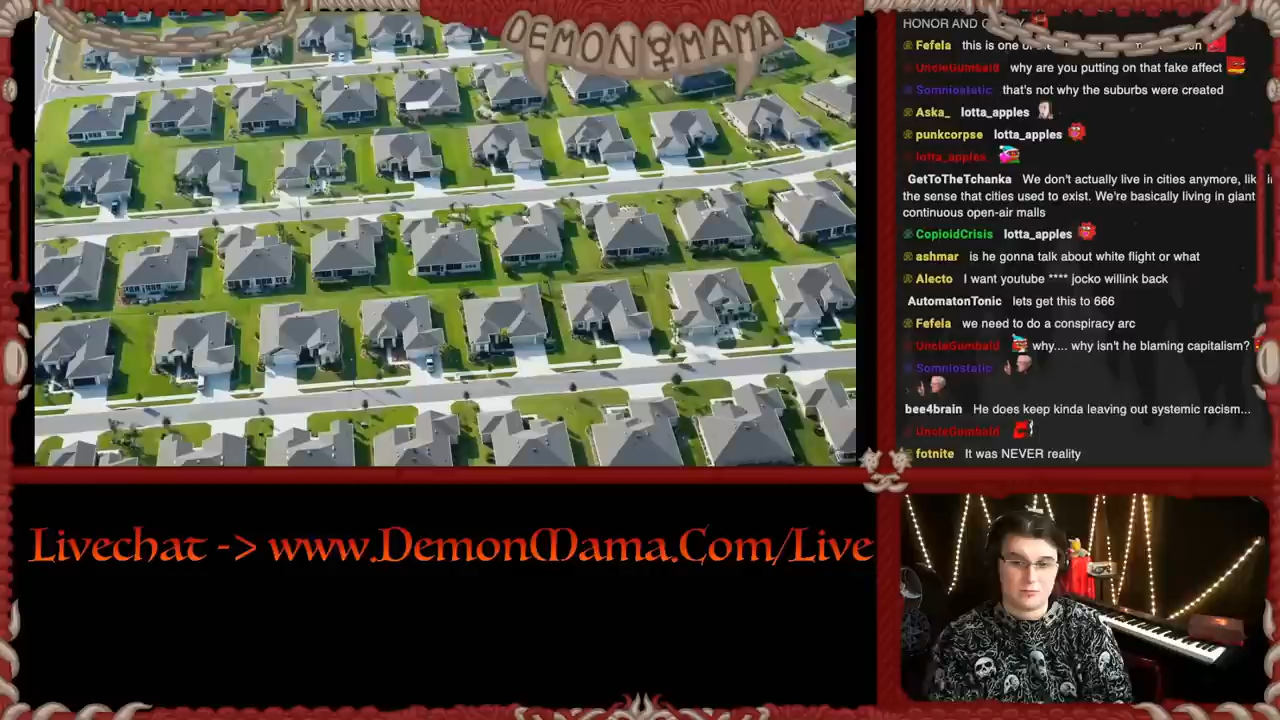 DEMON MAMA
HONOR AND
Fefela this is one
UncleGumbald why are you putting on that fake affect
Somniostatic that's not why the suburbs were created
Aska_ lotta_apples
punkcorpse lotta_apples
lotta_apples
GetToTheTchanka We don't actually live in cities anymore, lik
the sense that cities used to exist. We're basically living in giant
continuous open-air malls
CopioidCrisis lotta_apples
ashmar is he gonna talk about white flight or what
Alecto I want youtube **** jocko willink back
AutomatonTonic lets get this to 666
Fefela we need to do a conspiracy arc
UncleGumbald why.... why isn't he blaming capitalism?
Somniostatic
bee4brain He does keep kinda leaving out systemic racism...
UncleGumbald
fotnite It was NEVER reality
Livechat -> www.DemonMama.Com/Live